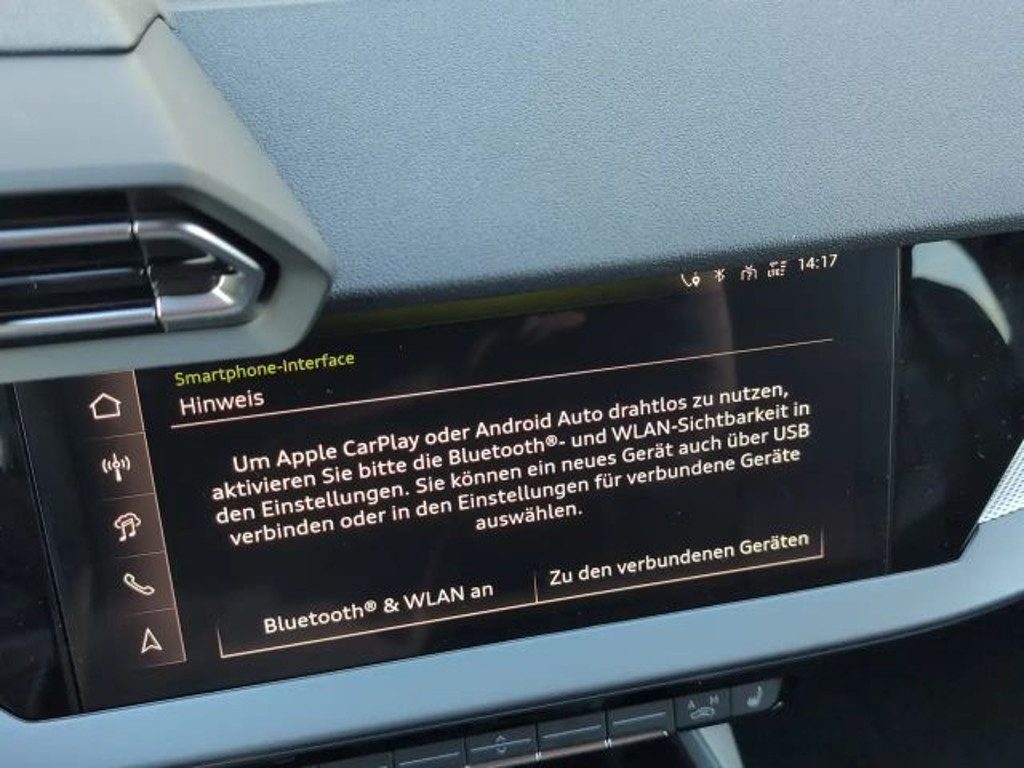 14:17
Smartphone-Interface
Hinweis
Um Apple CarPlay oder Android Auto drahtlos zu nutzen,
aktivieren Sie bitte die Bluetooth®- und WLAN-Sichtbarkeit in
den Einstellungen. Sie können ein neues Gerät auch über USB
verbinden oder in den Einstellungen für verbundene Geräte
auswählen.
Bluetooth® & WLAN an
Zu den verbundenen Geräten
A M